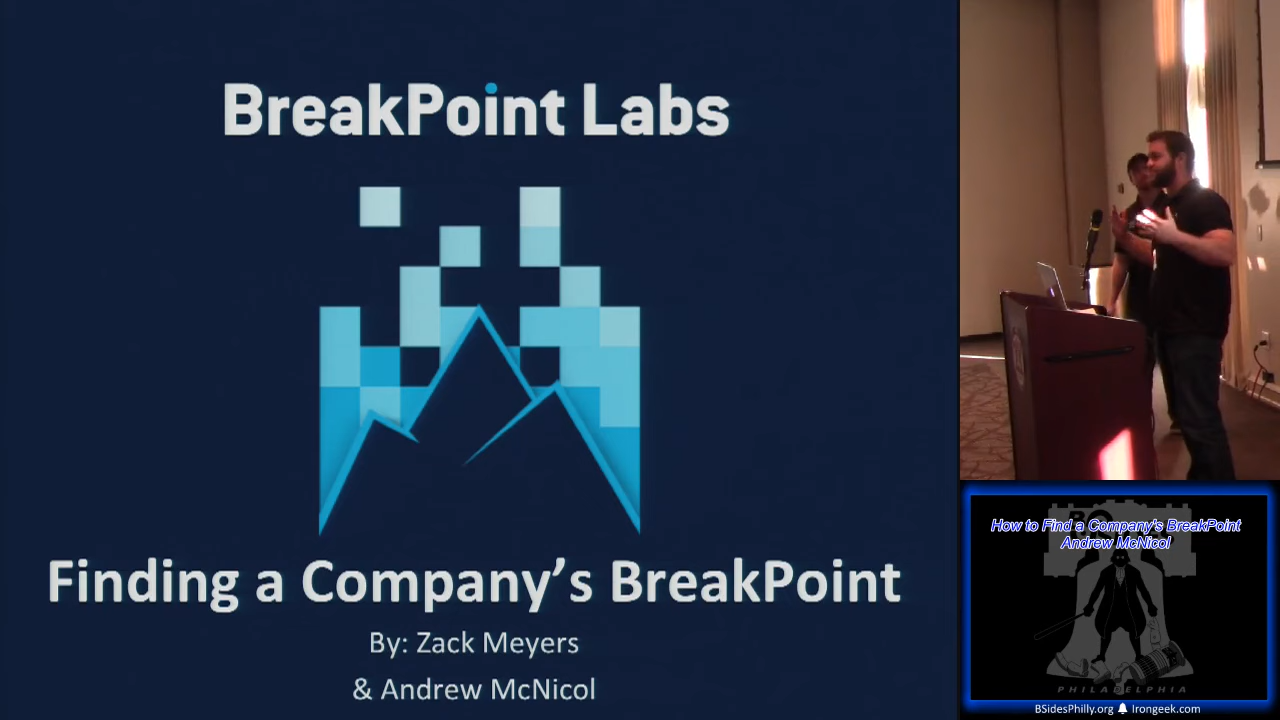 BreakPoint Labs
Finding a Company's BreakPoint
By: Zack Meyers
& Andrew McNicol
How to Find a Company's BreakPoint
Andrew McNicol
PHILADELPHIA
BSidesPhilly.org Irongeek.com